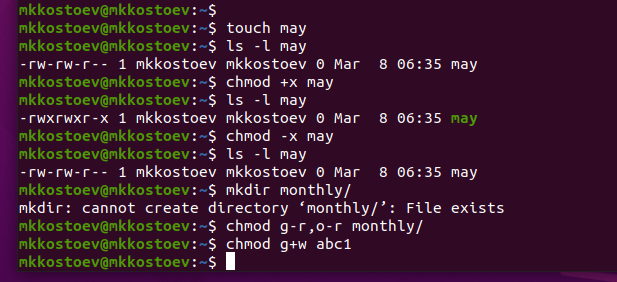 mkkostoev@mkkostoev:~$
mkkostoev@mkkostoev:~$ touch may
mkkostoev@mkkostoev:~$ ls -l may
-rw-rw-r-- 1 mkkostoev mkkostoev 0 Mar  8 06:35 may
mkkostoev@mkkostoev:~$ chmod +x may
mkkostoev@mkkostoev:~$ ls -l may
-rwxrwxr-x 1 mkkostoev mkkostoev 0 Mar  8 06:35 may
mkkostoev@mkkostoev:~$ chmod -x may
mkkostoev@mkkostoev:~$ ls -l may
-rw-rw-r-- 1 mkkostoev mkkostoev 0 Mar  8 06:35 may
mkkostoev@mkkostoev:~$ mkdir monthly/
mkdir: cannot create directory ‘monthly/’: File exists
mkkostoev@mkkostoev:~$ chmod g-r,o-r monthly/
mkkostoev@mkkostoev:~$ chmod g+w abc1
mkkostoev@mkkostoev:~$